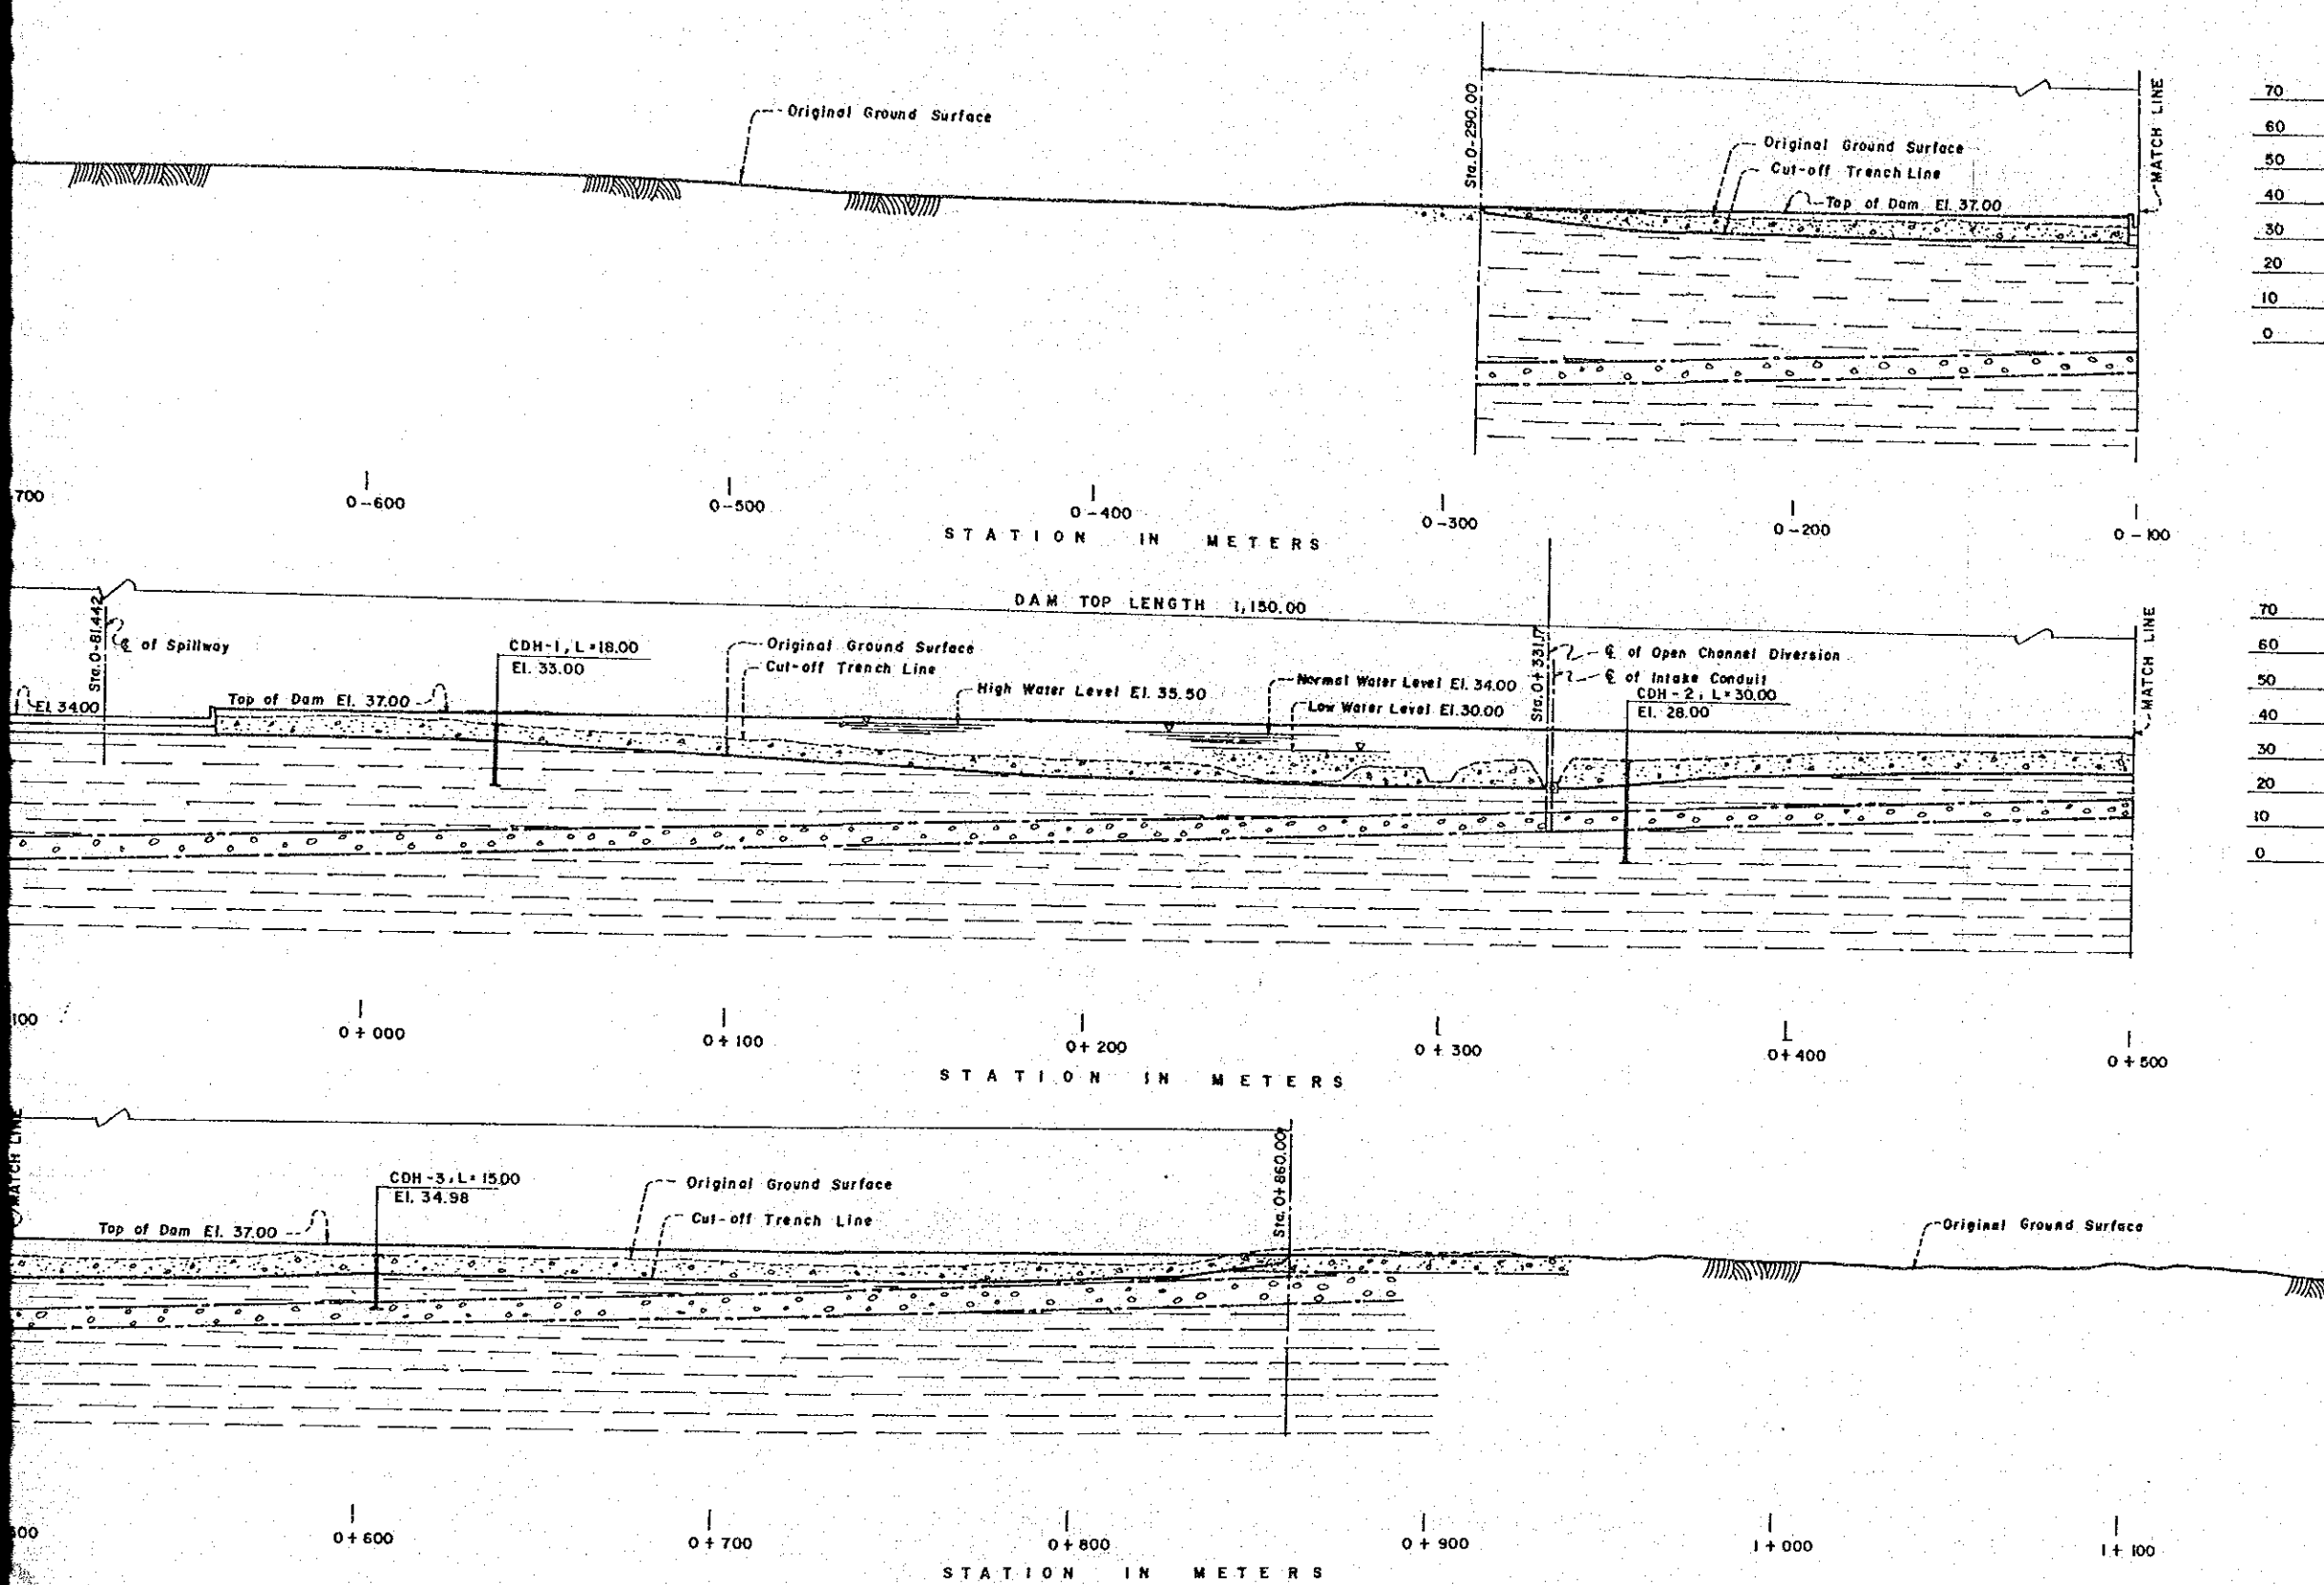 Original Ground Surface
Sta. 0-290.00
Original Ground Surface
Cut-off Trench Line
Top of Dam El. 37.00
MATCH LINE
70
60
50
40
30
20
10
0
700
0-600
0-500
0-400
0-300
0-200
0-100
STATION IN METERS
DAM TOP LENGTH 1,150.00
Sta. 0-81.442
℄ of Spillway
El. 34.00
Top of Dam El. 37.00
CDH-1, L=18.00
El. 33.00
Original Ground Surface
Cut-off Trench Line
High Water Level El. 35.50
Normal Water Level El. 34.00
Low Water Level El. 30.00
Sta. 0+331.17
℄ of Open Channel Diversion
℄ of Intake Conduit
CDH-2, L=30.00
El. 28.00
MATCH LINE
70
60
50
40
30
20
10
0
100
0+000
0+100
0+200
0+300
0+400
0+500
STATION IN METERS
MATCH LINE
Top of Dam El. 37.00
CDH-3, L=15.00
El. 34.98
Original Ground Surface
Cut-off Trench Line
Sta. 0+860.00
Original Ground Surface
0+600
0+700
0+800
0+900
1+000
1+100
STATION IN METERS